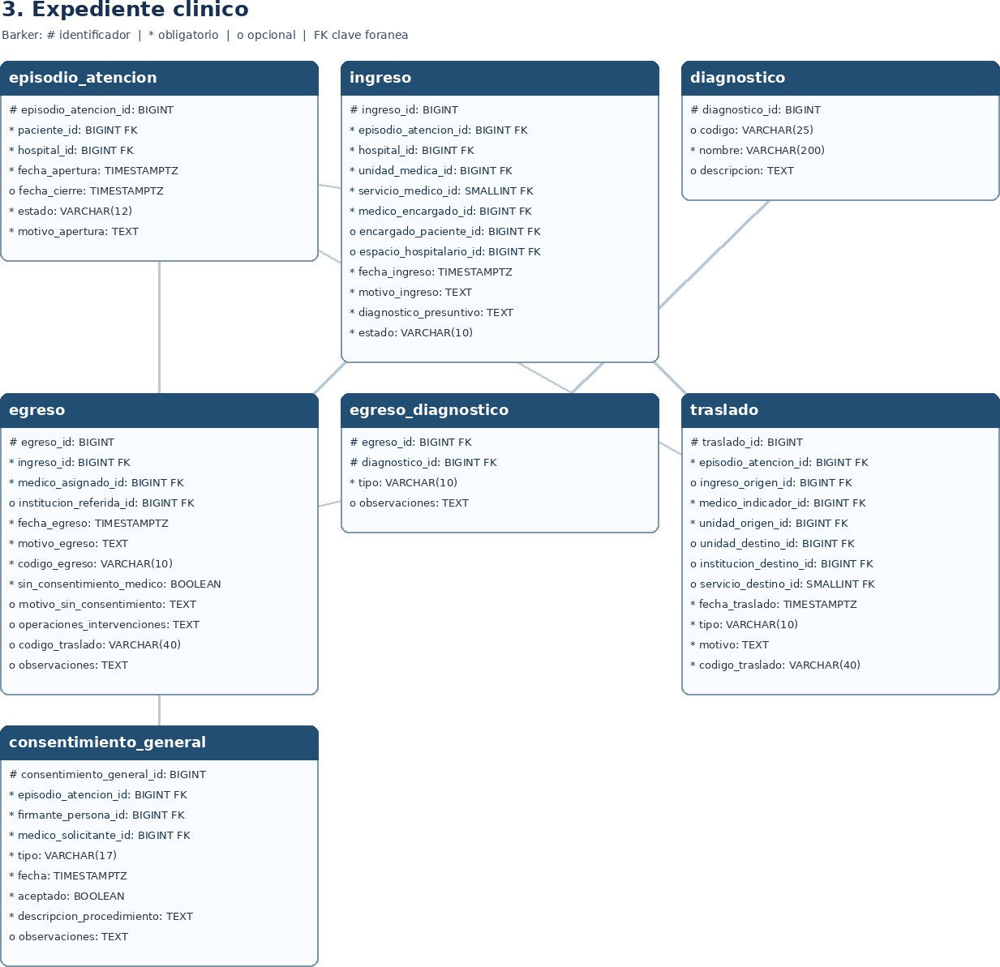 3. Expediente clinico
Barker: # identificador | * obligatorio | o opcional | FK clave foranea
episodio_atencion
# episodio_atencion_id: BIGINT
* paciente_id: BIGINT FK
* hospital_id: BIGINT FK
* fecha_apertura: TIMESTAMPTZ
o fecha_cierre: TIMESTAMPTZ
* estado: VARCHAR(12)
* motivo_apertura: TEXT
ingreso
# ingreso_id: BIGINT
* episodio_atencion_id: BIGINT FK
* hospital_id: BIGINT FK
* unidad_medica_id: BIGINT FK
* servicio_medico_id: SMALLINT FK
* medico_encargado_id: BIGINT FK
o encargado_paciente_id: BIGINT FK
o espacio_hospitalario_id: BIGINT FK
* fecha_ingreso: TIMESTAMPTZ
* motivo_ingreso: TEXT
* diagnostico_presuntivo: TEXT
* estado: VARCHAR(10)
diagnostico
# diagnostico_id: BIGINT
o codigo: VARCHAR(25)
* nombre: VARCHAR(200)
o descripcion: TEXT
egreso
# egreso_id: BIGINT
* ingreso_id: BIGINT FK
* medico_asignado_id: BIGINT FK
o institucion_referida_id: BIGINT FK
* fecha_egreso: TIMESTAMPTZ
* motivo_egreso: TEXT
* codigo_egreso: VARCHAR(10)
* sin_consentimiento_medico: BOOLEAN
o motivo_sin_consentimiento: TEXT
o operaciones_intervenciones: TEXT
o codigo_traslado: VARCHAR(40)
o observaciones: TEXT
egreso_diagnostico
# egreso_id: BIGINT FK
# diagnostico_id: BIGINT FK
* tipo: VARCHAR(10)
o observaciones: TEXT
traslado
# traslado_id: BIGINT
* episodio_atencion_id: BIGINT FK
o ingreso_origen_id: BIGINT FK
* medico_indicador_id: BIGINT FK
* unidad_origen_id: BIGINT FK
o unidad_destino_id: BIGINT FK
o institucion_destino_id: BIGINT FK
o servicio_destino_id: SMALLINT FK
* fecha_traslado: TIMESTAMPTZ
* tipo: VARCHAR(10)
* motivo: TEXT
* codigo_traslado: VARCHAR(40)
consentimiento_general
# consentimiento_general_id: BIGINT
* episodio_atencion_id: BIGINT FK
* firmante_persona_id: BIGINT FK
* medico_solicitante_id: BIGINT FK
* tipo: VARCHAR(17)
* fecha: TIMESTAMPTZ
* aceptado: BOOLEAN
* descripcion_procedimiento: TEXT
o observaciones: TEXT